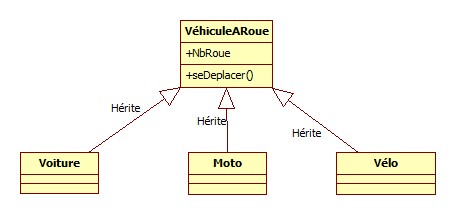 VéhiculeARoue
+NbRoue
+seDeplacer()
Hérite
Hérite
Hérite
Voiture
Moto
Vélo